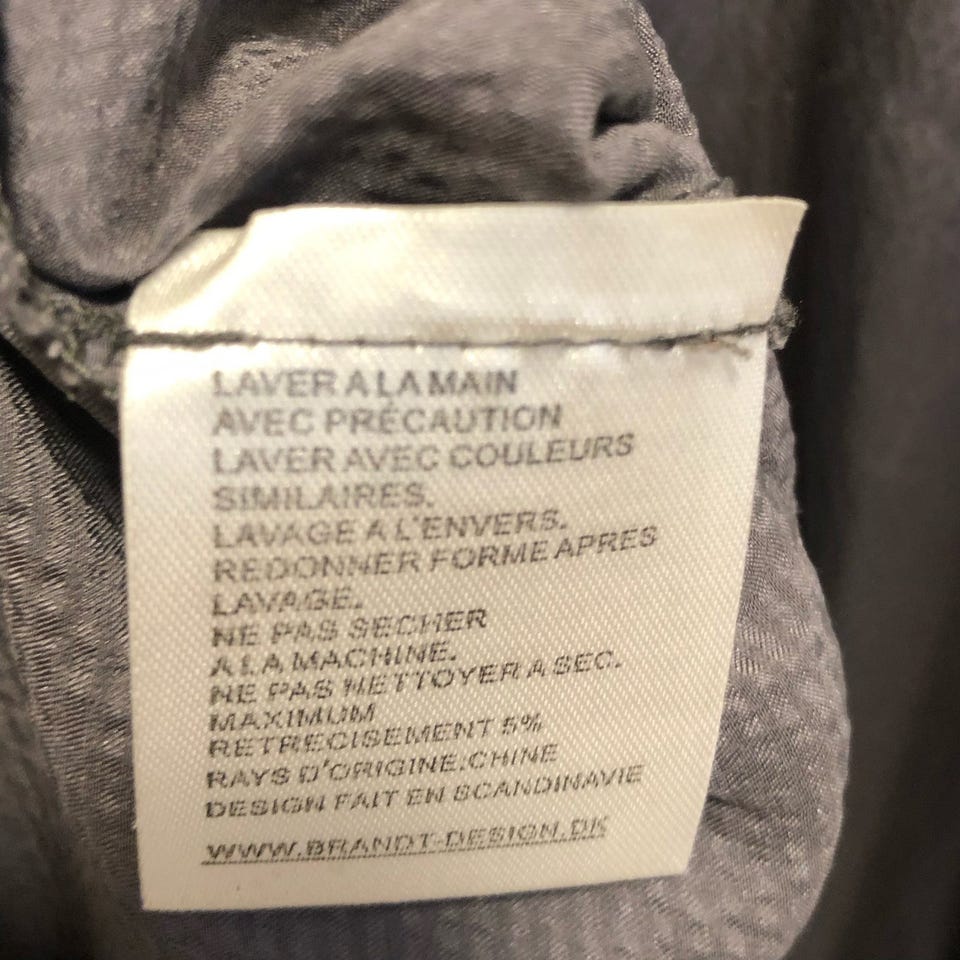 LAVER A LA MAIN
AVEC PRÉCAUTION
LAVER AVEC COULEURS
SIMILAIRES.
LAVAGE A L'ENVERS.
REDONNER FORME APRES
LAVAGE.
NE PAS SECHER
A LA MACHINE.
NE PAS NETTOYER A SEC.
MAXIMUM
RETRECISEMENT 5%
RAYS D'ORIGINE:CHINE
DESIGN FAIT EN SCANDINAVIE
WWW.BRANDT-DESIGN.DK